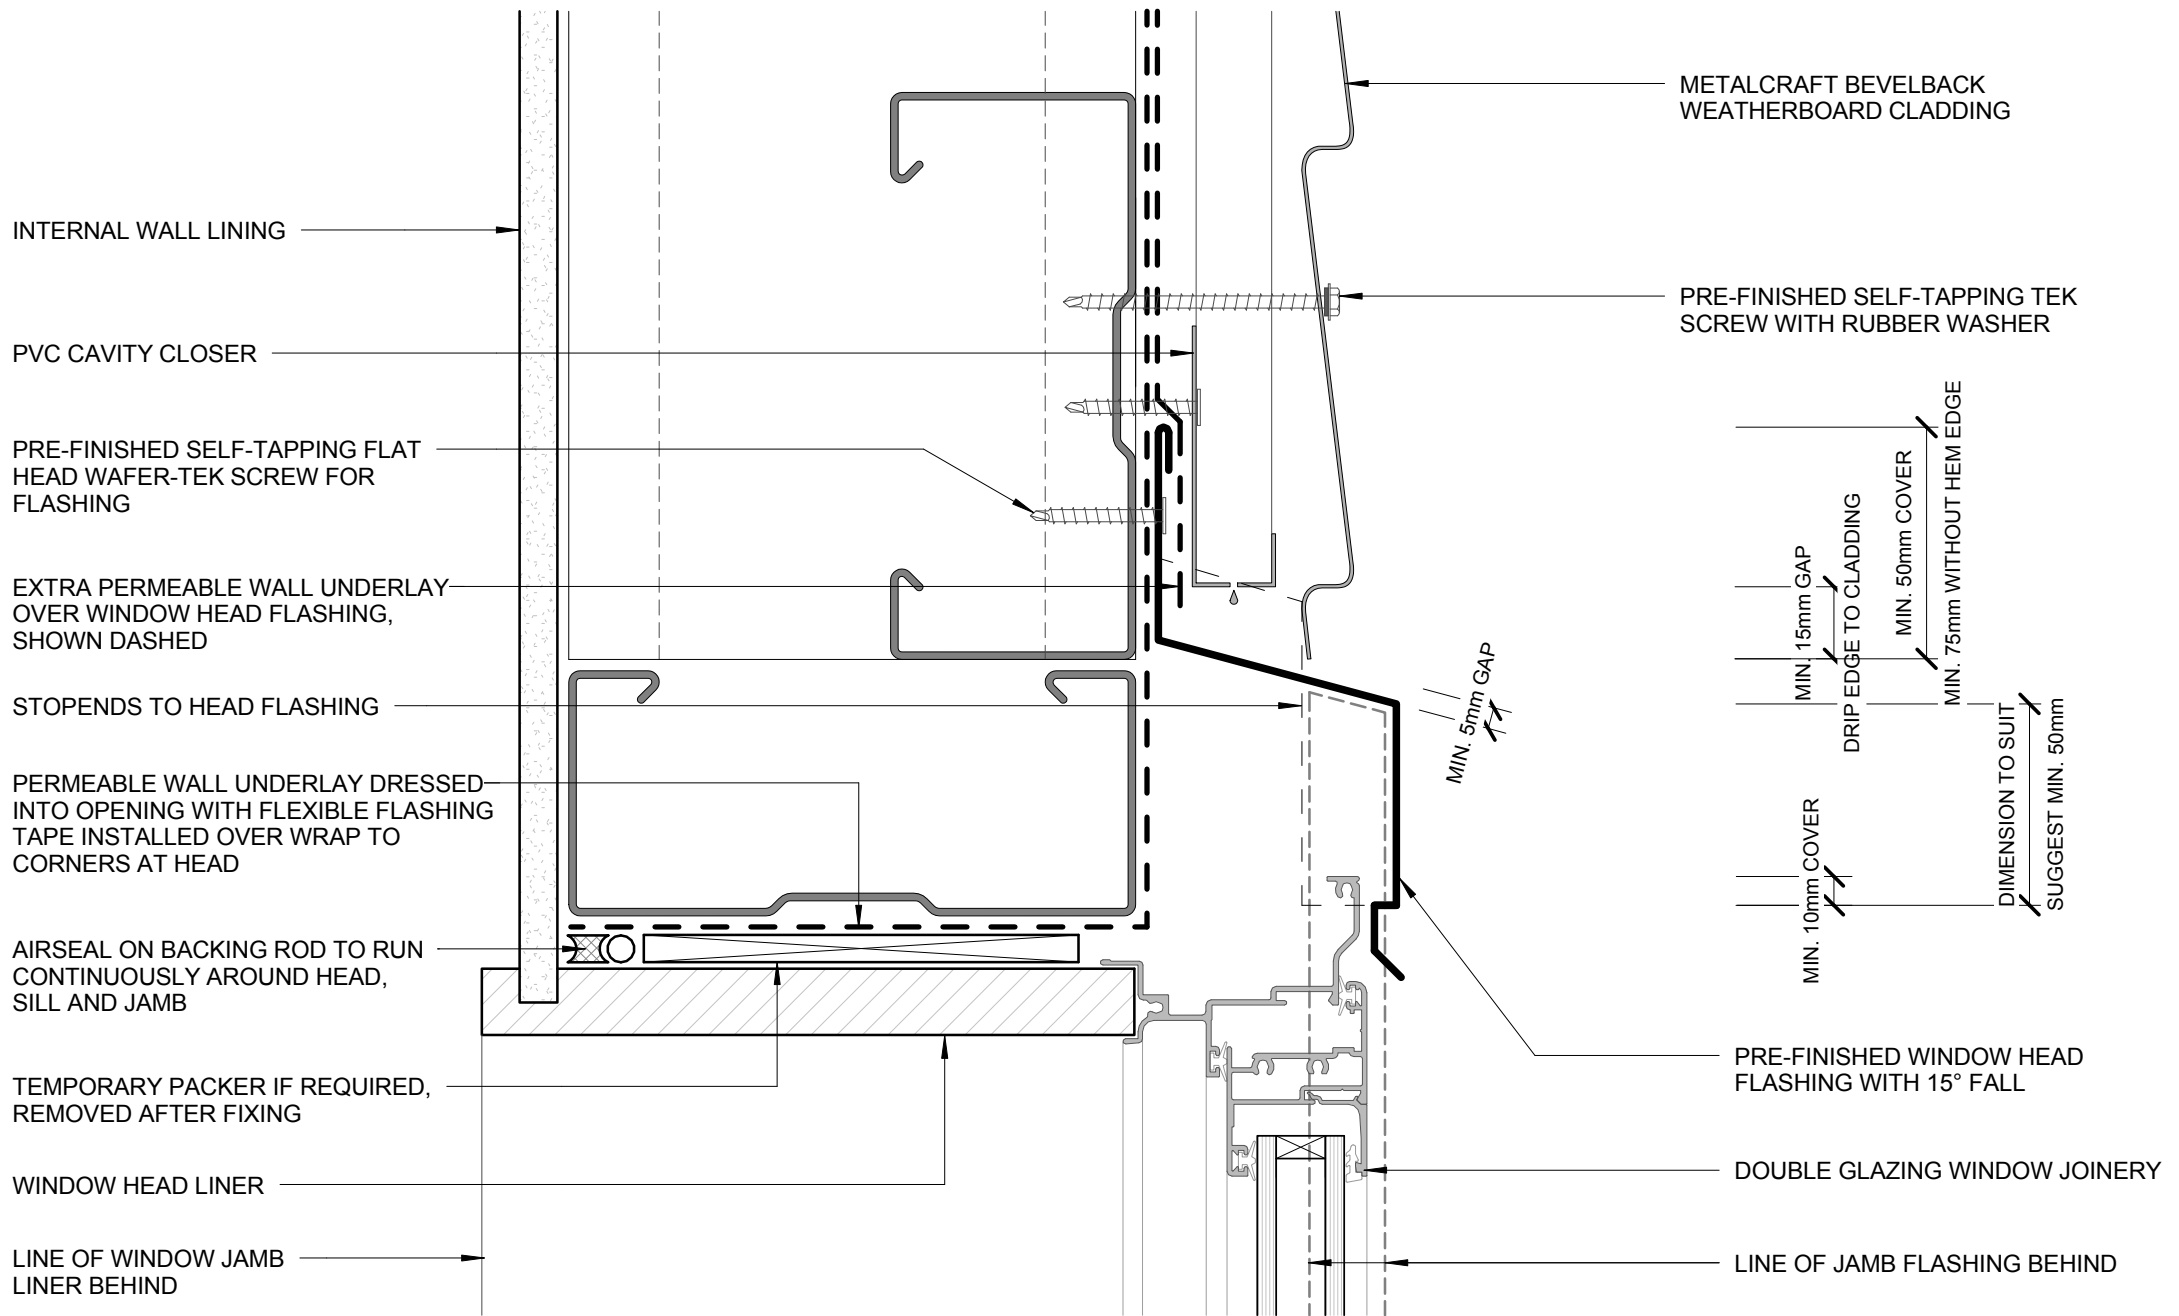 METALCRAFT BEVELBACK
WEATHERBOARD CLADDING
INTERNAL WALL LINING
PRE-FINISHED SELF-TAPPING TEK
SCREW WITH RUBBER WASHER
PVC CAVITY CLOSER
PRE-FINISHED SELF-TAPPING FLAT
HEAD WAFER-TEK SCREW FOR
FLASHING
EXTRA PERMEABLE WALL UNDERLAY
OVER WINDOW HEAD FLASHING,
SHOWN DASHED
STOPENDS TO HEAD FLASHING
PERMEABLE WALL UNDERLAY DRESSED
INTO OPENING WITH FLEXIBLE FLASHING
TAPE INSTALLED OVER WRAP TO
CORNERS AT HEAD
AIRSEAL ON BACKING ROD TO RUN
CONTINUOUSLY AROUND HEAD,
SILL AND JAMB
TEMPORARY PACKER IF REQUIRED,
REMOVED AFTER FIXING
WINDOW HEAD LINER
LINE OF WINDOW JAMB
LINER BEHIND
MIN. 5mm GAP
MIN. 15mm GAP
DRIP EDGE TO CLADDING
MIN. 50mm COVER
MIN. 75mm WITHOUT HEM EDGE
MIN. 10mm COVER
DIMENSION TO SUIT
SUGGEST MIN. 50mm
PRE-FINISHED WINDOW HEAD
FLASHING WITH 15° FALL
DOUBLE GLAZING WINDOW JOINERY
LINE OF JAMB FLASHING BEHIND